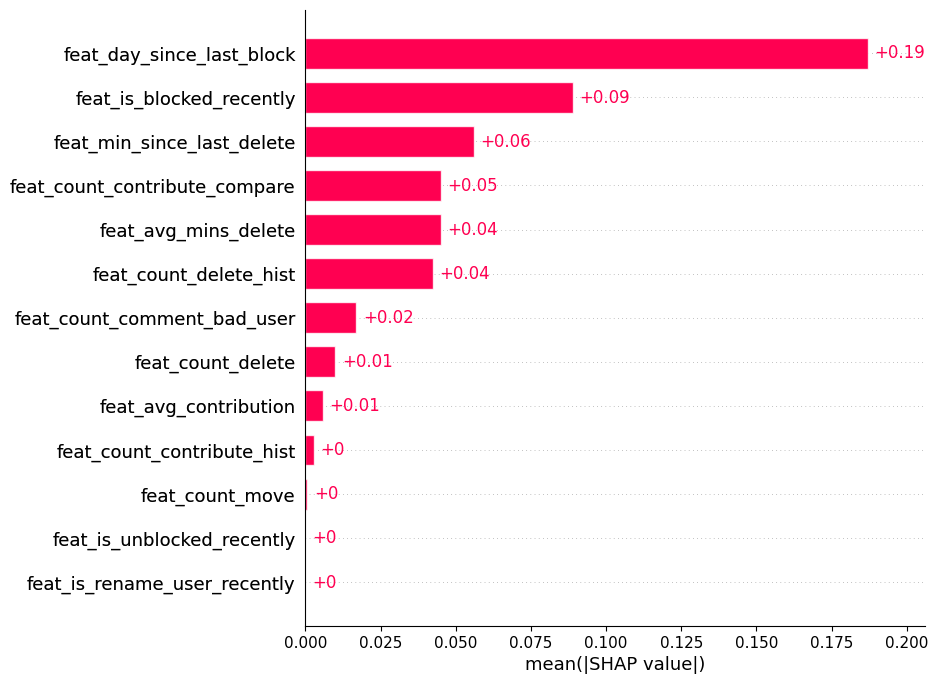 feat_day_since_last_block +0.19
feat_is_blocked_recently +0.09
feat_min_since_last_delete +0.06
feat_count_contribute_compare +0.05
feat_avg_mins_delete +0.04
feat_count_delete_hist +0.04
feat_count_comment_bad_user +0.02
feat_count_delete +0.01
feat_avg_contribution +0.01
feat_count_contribute_hist +0
feat_count_move +0
feat_is_unblocked_recently +0
feat_is_rename_user_recently +0
0.000 0.025 0.050 0.075 0.100 0.125 0.150 0.175 0.200
mean(|SHAP value|)